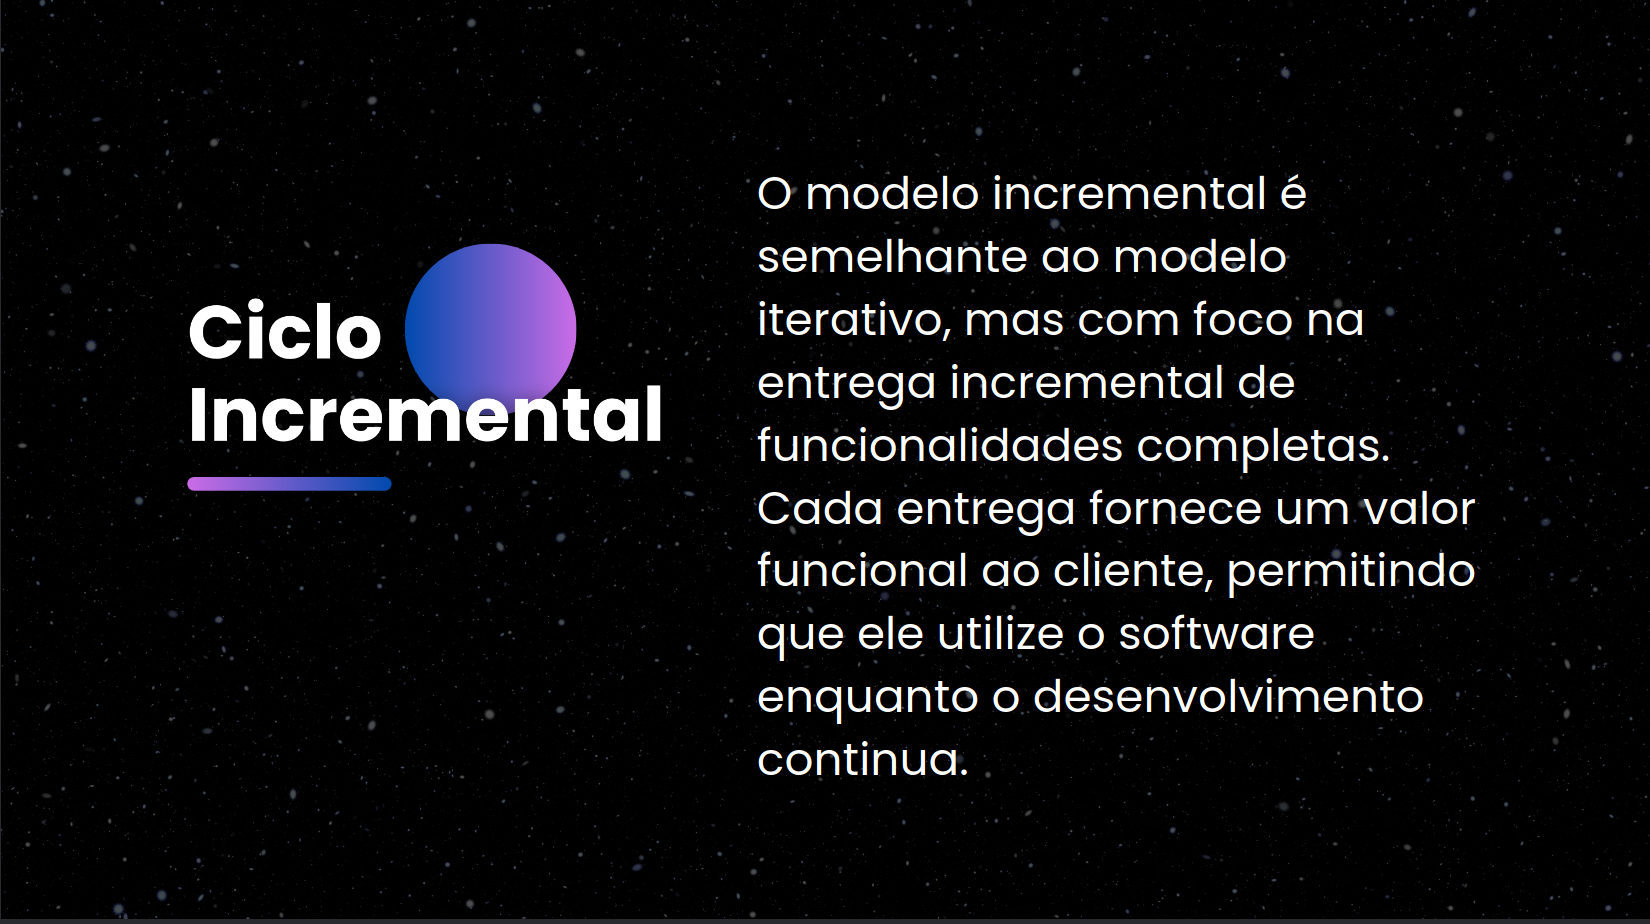 Ciclo
Incremental
O modelo incremental é
semelhante ao modelo
iterativo, mas com foco na
entrega incremental de
funcionalidades completas.
Cada entrega fornece um valor
funcional ao cliente, permitindo
que ele utilize o software
enquanto o desenvolvimento
continua.